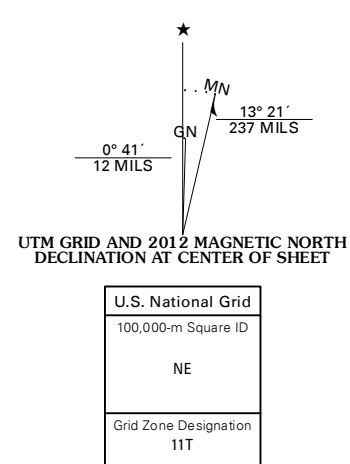 ★
MN
GN
13° 21´
237 MILS
0° 41´
12 MILS
UTM GRID AND 2012 MAGNETIC NORTH
DECLINATION AT CENTER OF SHEET
U.S. National Grid
100,000-m Square ID
NE
Grid Zone Designation
11T